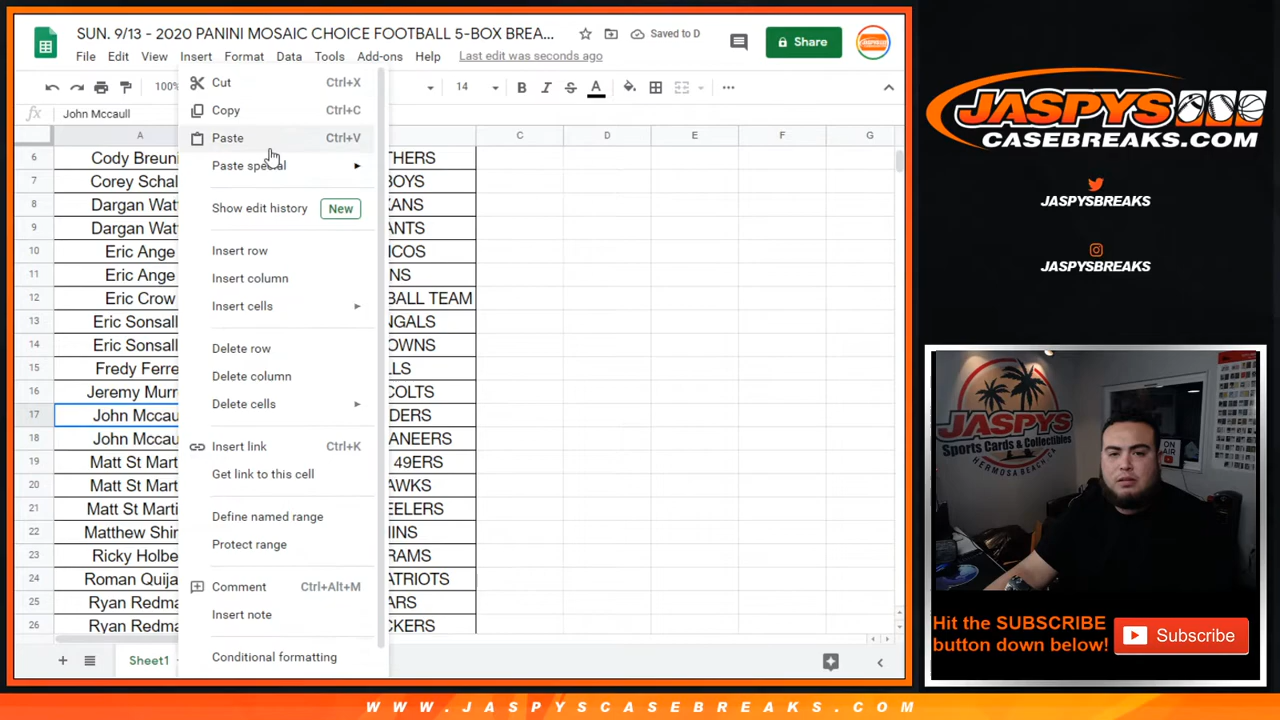 SUN. 9/13 - 2020 PANINI MOSAIC CHOICE FOOTBALL 5-BOX BREA...
Saved to D
Share
File Edit View Insert Format Data Tools Add-ons Help Last edit was seconds ago
100% 14 B I S A
fx John Mccaull
A C D E F G
6 Cody Breuni THERS
7 Corey Schal BOYS
8 Dargan Wat XANS
9 Dargan Wat ANTS
10 Eric Ange NCOS
11 Eric Ange NS
12 Eric Crow BALL TEAM
13 Eric Sonsall NGALS
14 Eric Sonsall OWNS
15 Fredy Ferre LLS
16 Jeremy Murr COLTS
17 John Mccau DERS
18 John Mccau ANEERS
19 Matt St Mart 49ERS
20 Matt St Mart AWKS
21 Matt St Marti EELERS
22 Matthew Shir INS
23 Ricky Holbe RAMS
24 Roman Quija ATRIOTS
25 Ryan Redma ARS
26 Ryan Redma CKERS
Cut Ctrl+X
Copy Ctrl+C
Paste Ctrl+V
Paste special
Show edit history New
Insert row
Insert column
Insert cells
Delete row
Delete column
Delete cells
Insert link Ctrl+K
Get link to this cell
Define named range
Protect range
Comment Ctrl+Alt+M
Insert note
Conditional formatting
Sheet1
JASPYS
CASEBREAKS.COM
JASPYSBREAKS
JASPYSBREAKS
JASPYS
Sports Cards & Collectibles
HERMOSA BEACH, CA
ON AIR
Hit the SUBSCRIBE
button down below!
Subscribe
WWW.JASPYSCASEBREAKS.COM